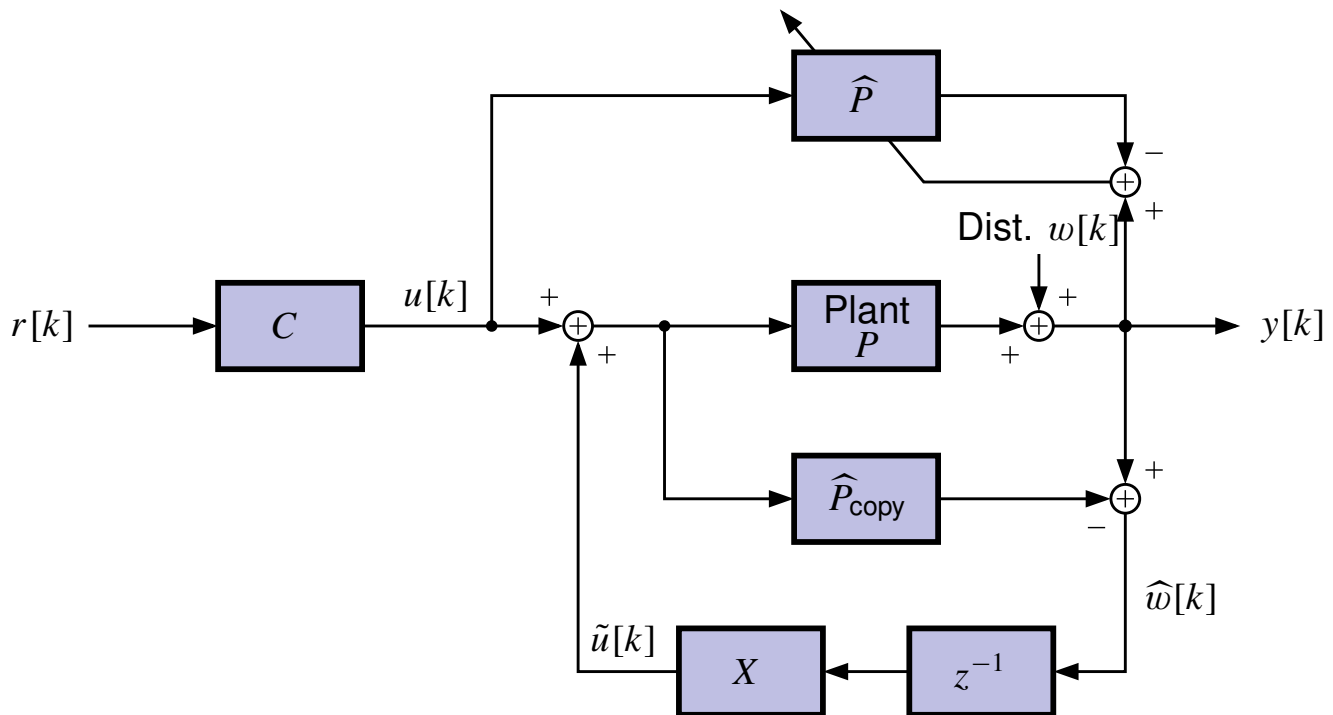 P̂
−
+
+
Dist. w[k]
r[k]
C
u[k]
+
+
+
Plant
P
+
+
+
y[k]
+
P̂copy
+
−
ŵ[k]
ũ[k]
X
z⁻¹